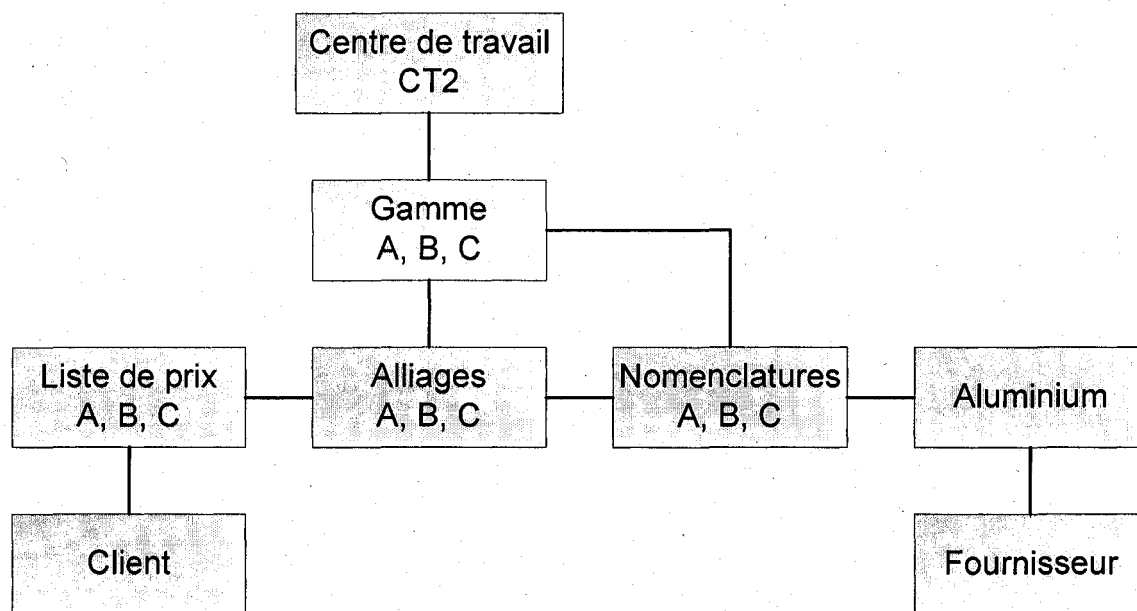 Centre de travail
CT2
Gamme
A, B, C
Liste de prix
A, B, C
Alliages
A, B, C
Nomenclatures
A, B, C
Aluminium
Client
Fournisseur